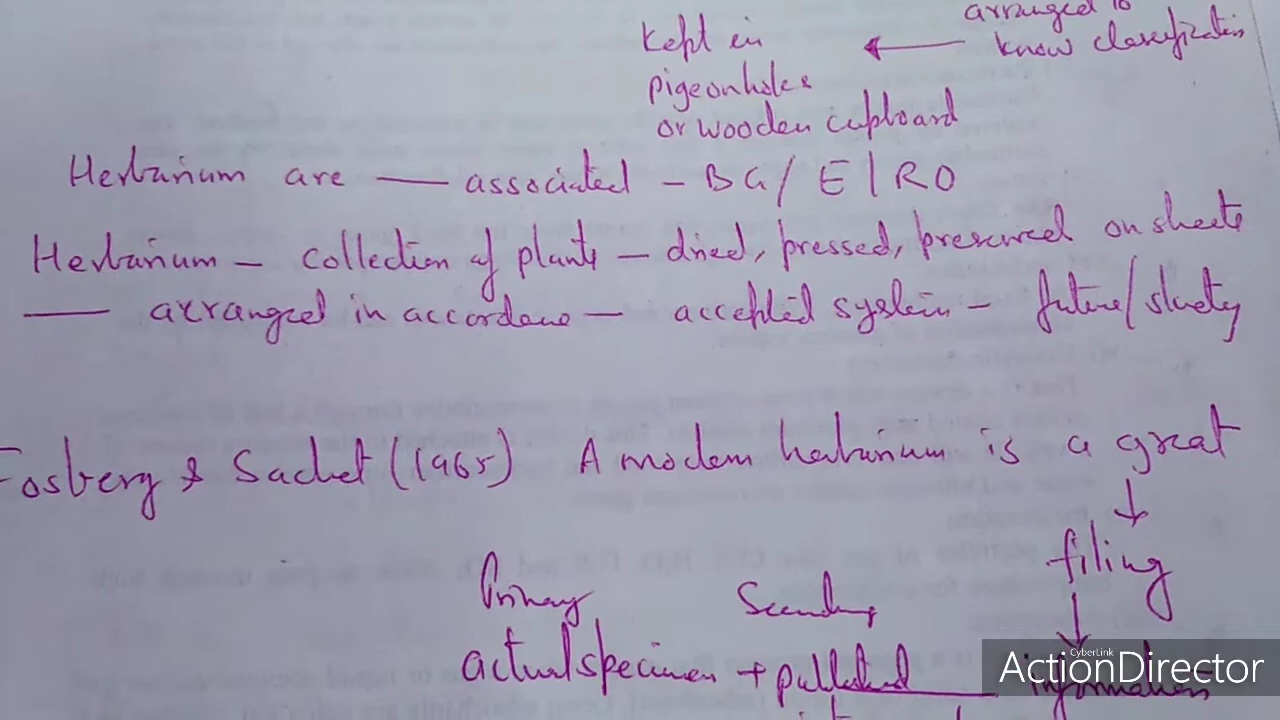 arranged to
Kept in ← know classification
pigeonholes
or wooden cupboard
Herbarium are — associated - BG / E / RO
Herbarium - collection of plants - dried, pressed, preserved on sheets
— arranged in accordane - accepted system - future/study
Fosberg & Sachet (1965) A modern herbarium is a great
↓
filing
Primary Secondary ↓
actual specimen + published — information
CyberLink
ActionDirector